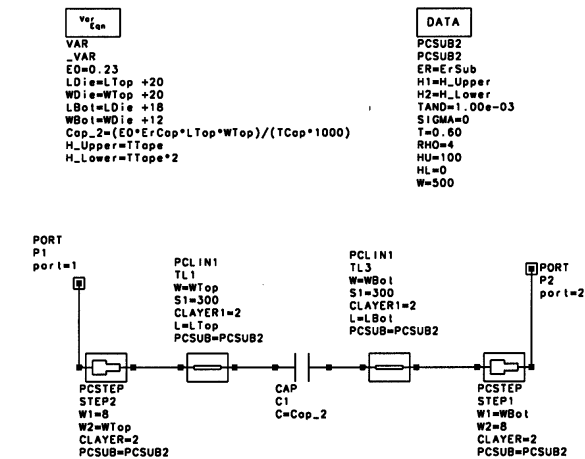 Var
Eqn
VAR
_VAR
E0=0.23
LDie=LTop +20
WDie=WTop +20
LBot=LDie +18
WBot=WDie +12
Cap_2=(E0*ErCap*LTop*WTop)/(TCap*1000)
H_Upper=TTape
H_Lower=TTape*2
DATA
PCSUB2
PCSUB2
ER=ErSub
H1=H_Upper
H2=H_Lower
TAND=1.00e-03
SIGMA=0
T=0.60
RHO=4
HU=100
HL=0
W=500
PORT
P1
port=1
PCLIN1
TL1
W=WTop
S1=300
CLAYER1=2
L=LTop
PCSUB=PCSUB2
PCLIN1
TL3
W=WBot
S1=300
CLAYER1=2
L=LBot
PCSUB=PCSUB2
PORT
P2
port=2
PCSTEP
STEP2
W1=8
W2=WTop
CLAYER=2
PCSUB=PCSUB2
CAP
C1
C=Cap_2
PCSTEP
STEP1
W1=WBot
W2=8
CLAYER=2
PCSUB=PCSUB2